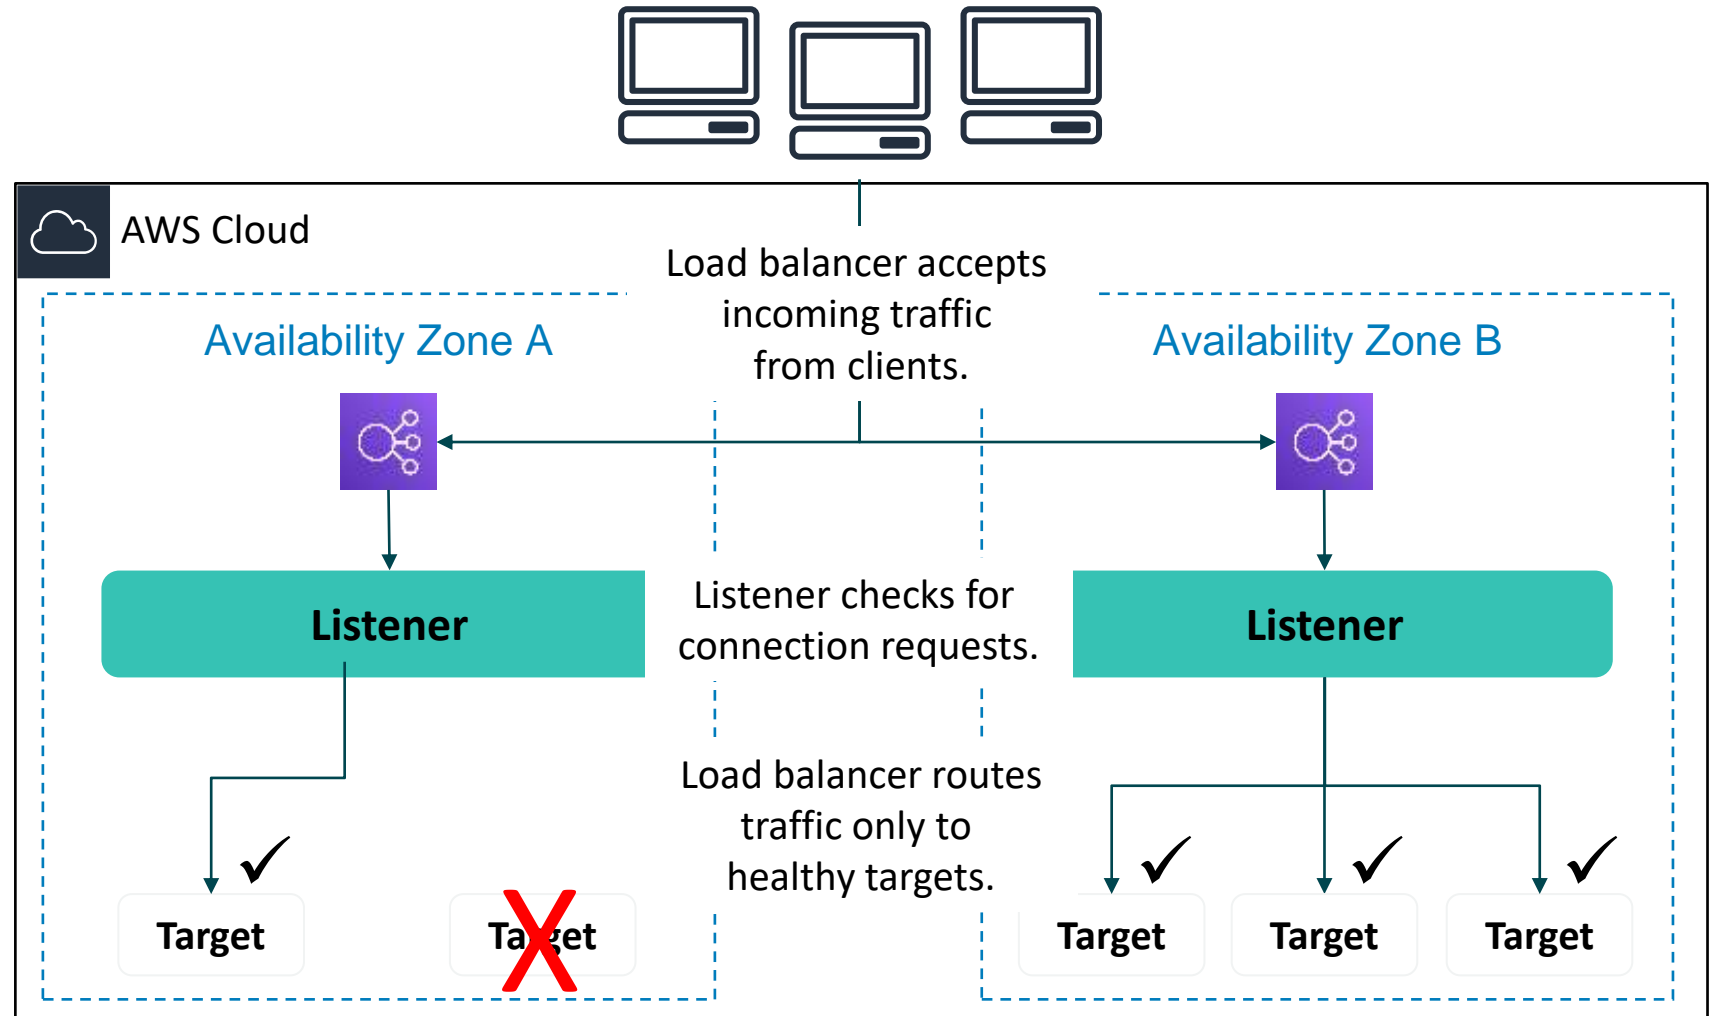 AWS Cloud
Load balancer accepts
incoming traffic
from clients.
Availability Zone A
Availability Zone B
Listener
Listener checks for
connection requests.
Listener
Load balancer routes
traffic only to
healthy targets.
Target
Target
Target
Target
Target